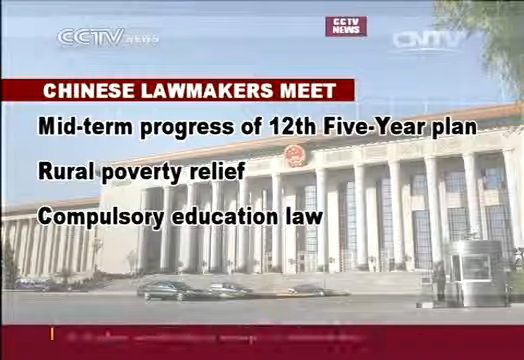 CCTV NEWS
CCTV
NEWS
CNTV
CHINESE LAWMAKERS MEET
Mid-term progress of 12th Five-Year plan
Rural poverty relief
Compulsory education law